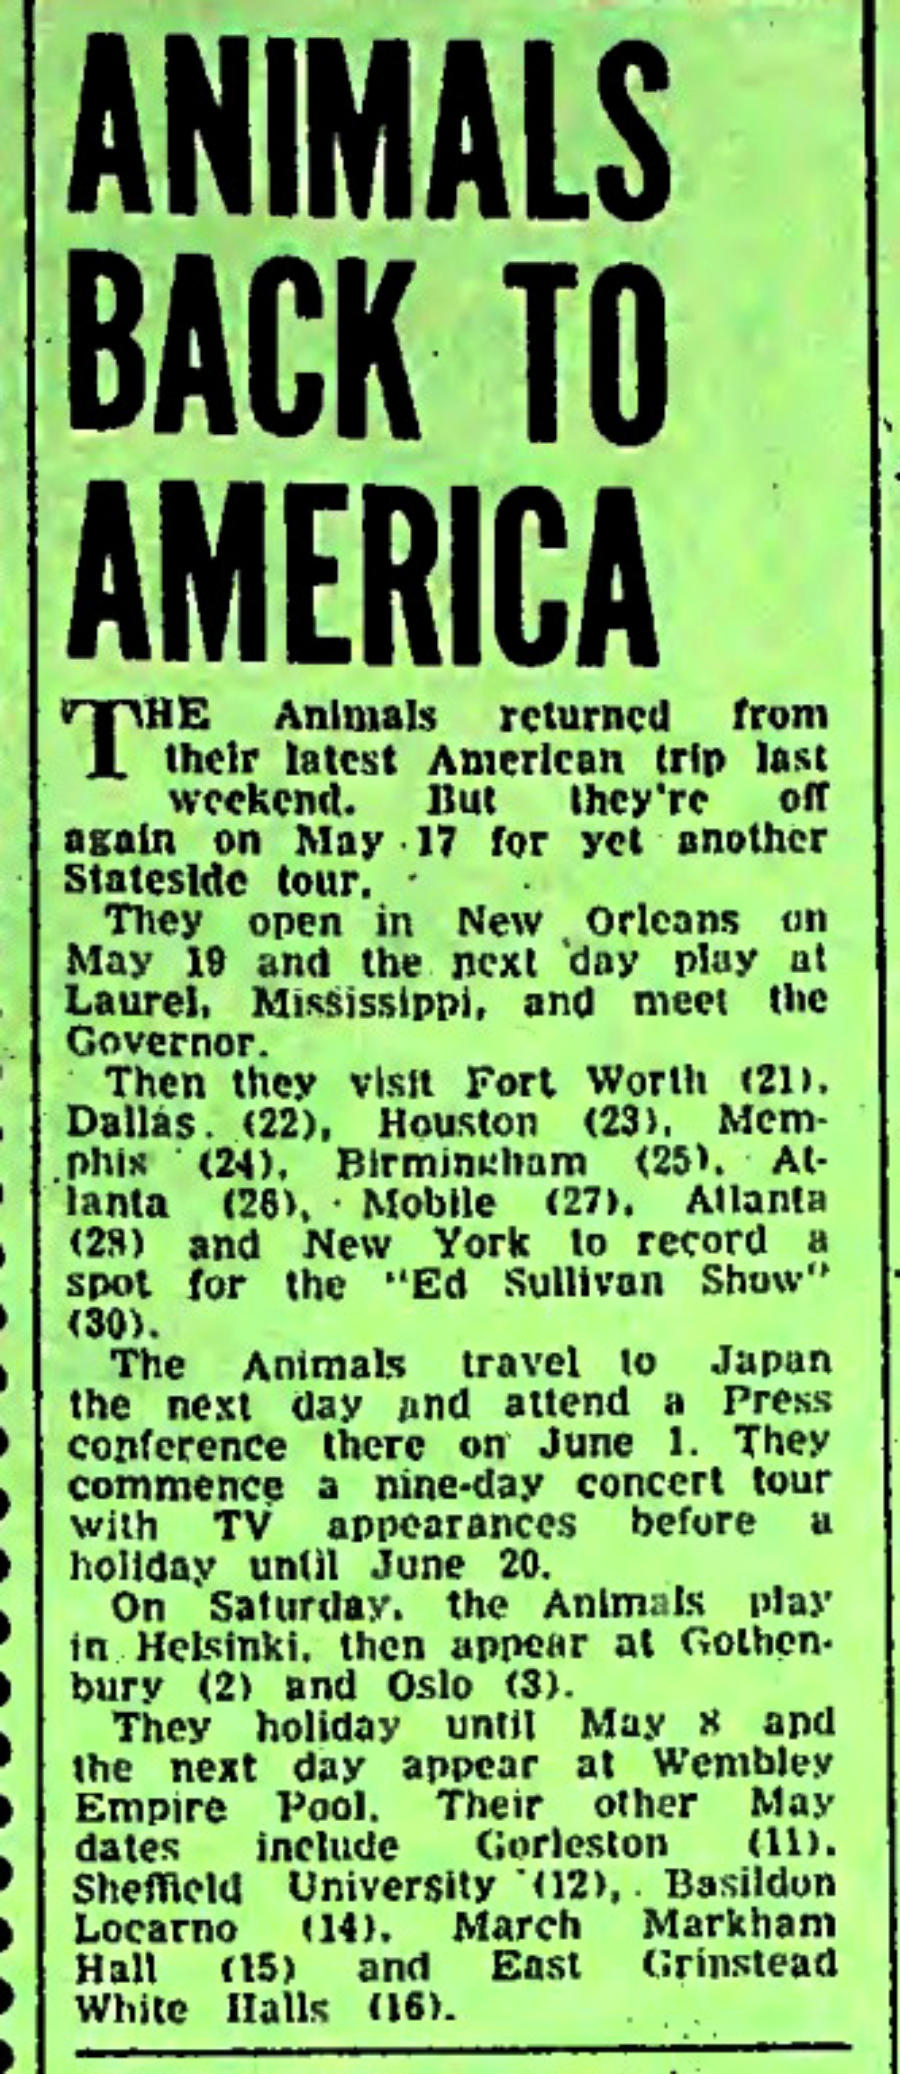 ANIMALS
BACK TO
AMERICA
THE Animals returned from
their latest American trip last
weekend. But they're off
again on May 17 for yet another
Stateside tour.
They open in New Orleans on
May 19 and the next day play at
Laurel, Mississippi, and meet the
Governor.
Then they visit Fort Worth (21),
Dallas (22), Houston (23), Mem-
phis (24), Birmingham (25), At-
lanta (26), Mobile (27), Atlanta
(28) and New York to record a
spot for the "Ed Sullivan Show"
(30).
The Animals travel to Japan
the next day and attend a Press
conference there on June 1. They
commence a nine-day concert tour
with TV appearances before a
holiday until June 20.
On Saturday, the Animals play
in Helsinki, then appear at Gothen-
bury (2) and Oslo (3).
They holiday until May 8 and
the next day appear at Wembley
Empire Pool. Their other May
dates include Gorleston (11),
Sheffield University (12), Basildon
Locarno (14), March Markham
Hall (15) and East Grinstead
White Halls (16).